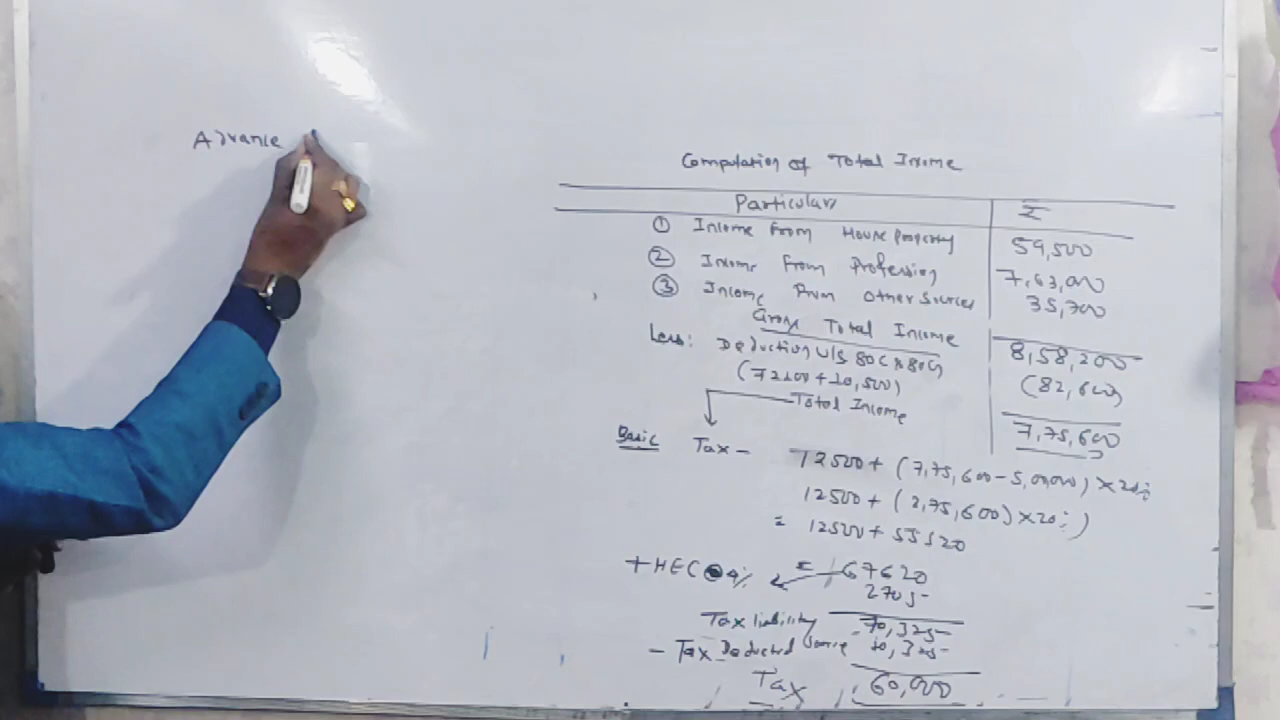 Advance
Computation of Total Income
Particulars ₹
① Income From House Property 59,500
② Income From Profession 7,63,000
③ Income From Other Sources 35,700
Gross Total Income 8,58,200
Less: Deduction U/S 80C & 80G (82,600)
(72100+10,500)
Total Income 7,75,600
Basic Tax - 12500 + (7,75,600 - 5,00,000) × 20%
12500 + (2,75,600) × 20%)
= 12500 + 55120
+ HEC @ 4% 67620
2705
Tax liability 70,325
- Tax Deducted Source 10,325
Tax 60,000